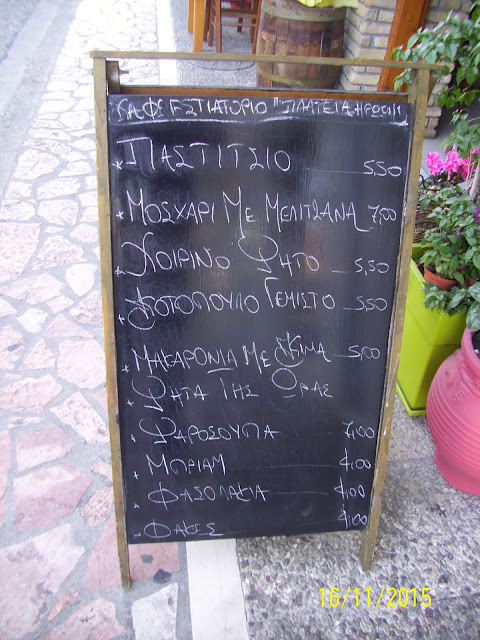 ΚΑΦΕ ΕΣΤΙΑΤΟΡΙΟ "ΠΛΑΤΕΙΑ ΗΡΩΩΝ"
ΠΑΣΤΙΤΣΙΟ 5,50
ΜΟΣΧΑΡΙ ΜΕ ΜΕΛΙΤΣΑΝΑ 7,00
ΧΟΙΡΙΝΟ ΨΗΤΟ 5,50
ΚΟΤΟΠΟΥΛΟ ΓΕΜΙΣΤΟ 5,50
ΜΑΚΑΡΟΝΙΑ ΜΕ ΚΙΜΑ 5,00
ΨΗΤΑ ΤΗΣ ΩΡΑΣ
ΨΑΡΟΣΟΥΠΑ 7,00
ΜΠΡΙΑΜ 4,00
ΦΑΣΟΛΑΚΙΑ 4,00
ΦΑΚΕΣ 4,00
16/11/2015